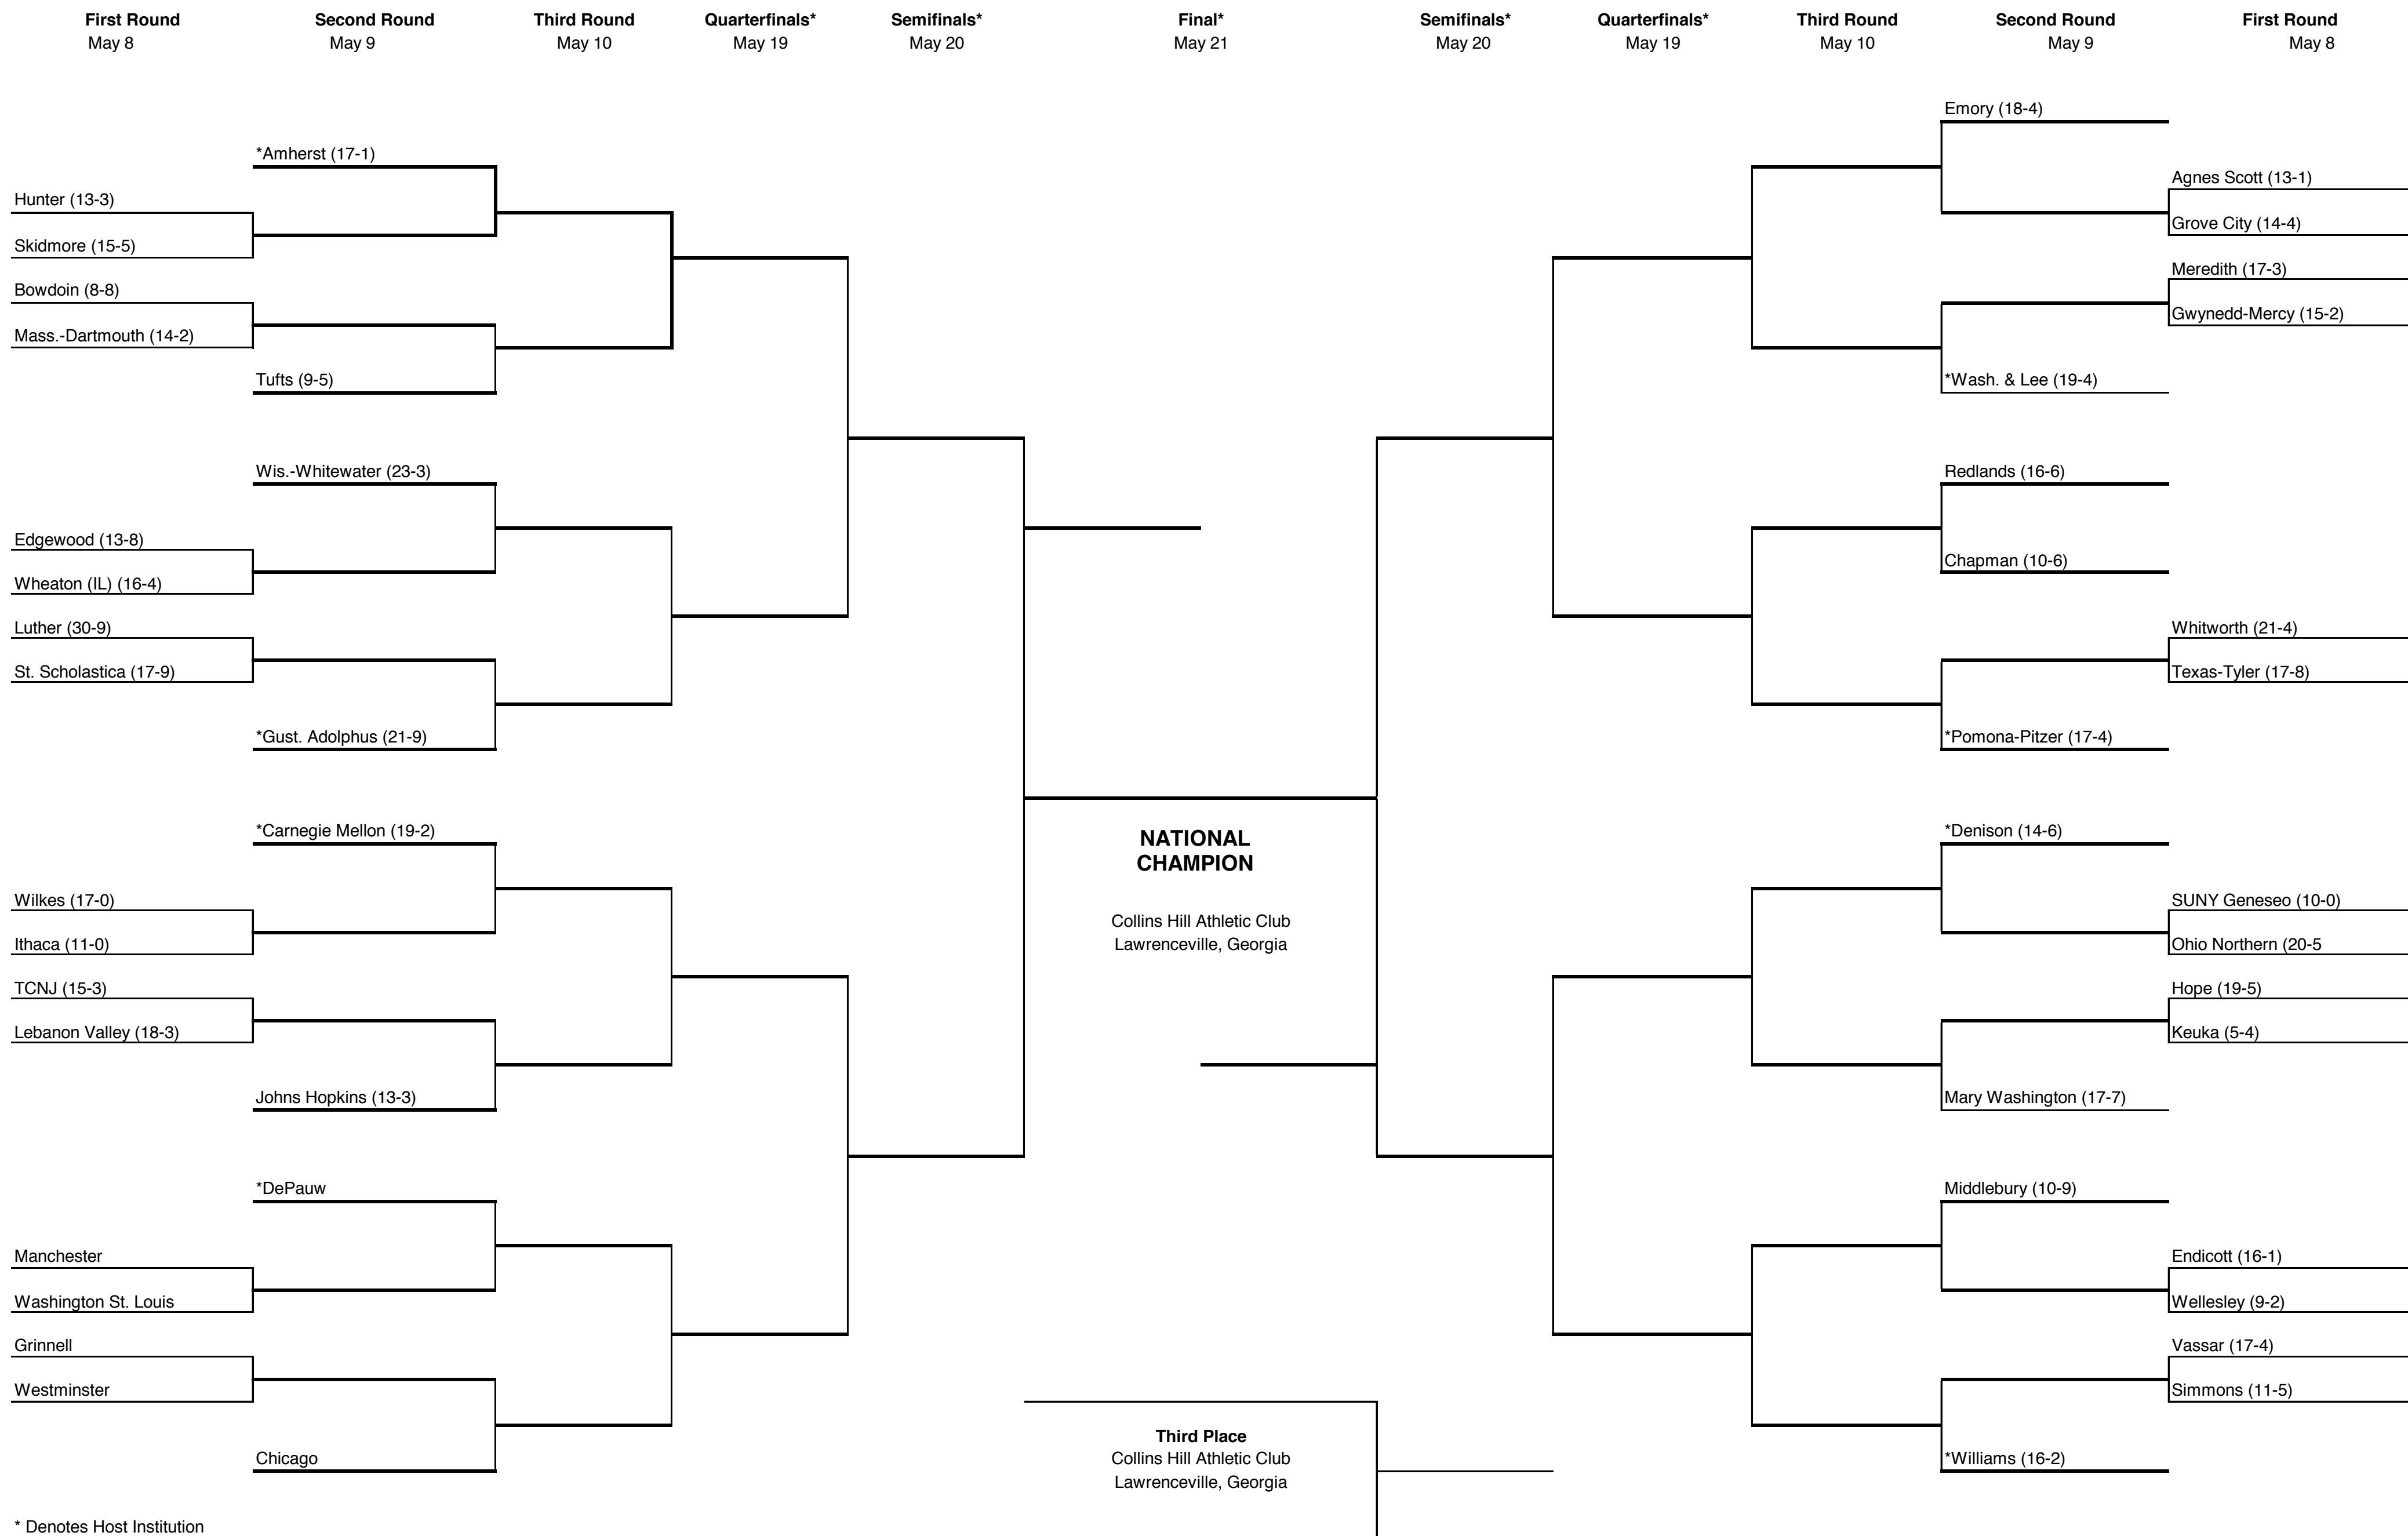 First Round Second Round Third Round Quarterfinals* Semifinals* Final* Semifinals* Quarterfinals* Third Round Second Round First Round
May 8 May 9 May 10 May 19 May 20 May 21 May 20 May 19 May 10 May 9 May 8
Emory (18-4)
*Amherst (17-1)
Agnes Scott (13-1)
Hunter (13-3)
Grove City (14-4)
Skidmore (15-5)
Meredith (17-3)
Bowdoin (8-8)
Gwynedd-Mercy (15-2)
Mass.-Dartmouth (14-2)
Tufts (9-5)
*Wash. & Lee (19-4)
Wis.-Whitewater (23-3)
Redlands (16-6)
Edgewood (13-8)
Chapman (10-6)
Wheaton (IL) (16-4)
Luther (30-9)
Whitworth (21-4)
St. Scholastica (17-9)
Texas-Tyler (17-8)
*Gust. Adolphus (21-9)
*Pomona-Pitzer (17-4)
*Carnegie Mellon (19-2)
*Denison (14-6)
NATIONAL
CHAMPION
Wilkes (17-0)
SUNY Geneseo (10-0)
Collins Hill Athletic Club
Lawrenceville, Georgia
Ithaca (11-0)
Ohio Northern (20-5
TCNJ (15-3)
Hope (19-5)
Lebanon Valley (18-3)
Keuka (5-4)
Johns Hopkins (13-3)
Mary Washington (17-7)
*DePauw
Middlebury (10-9)
Manchester
Endicott (16-1)
Washington St. Louis
Wellesley (9-2)
Grinnell
Vassar (17-4)
Westminster
Simmons (11-5)
Third Place
Collins Hill Athletic Club
Lawrenceville, Georgia
Chicago
*Williams (16-2)
* Denotes Host Institution